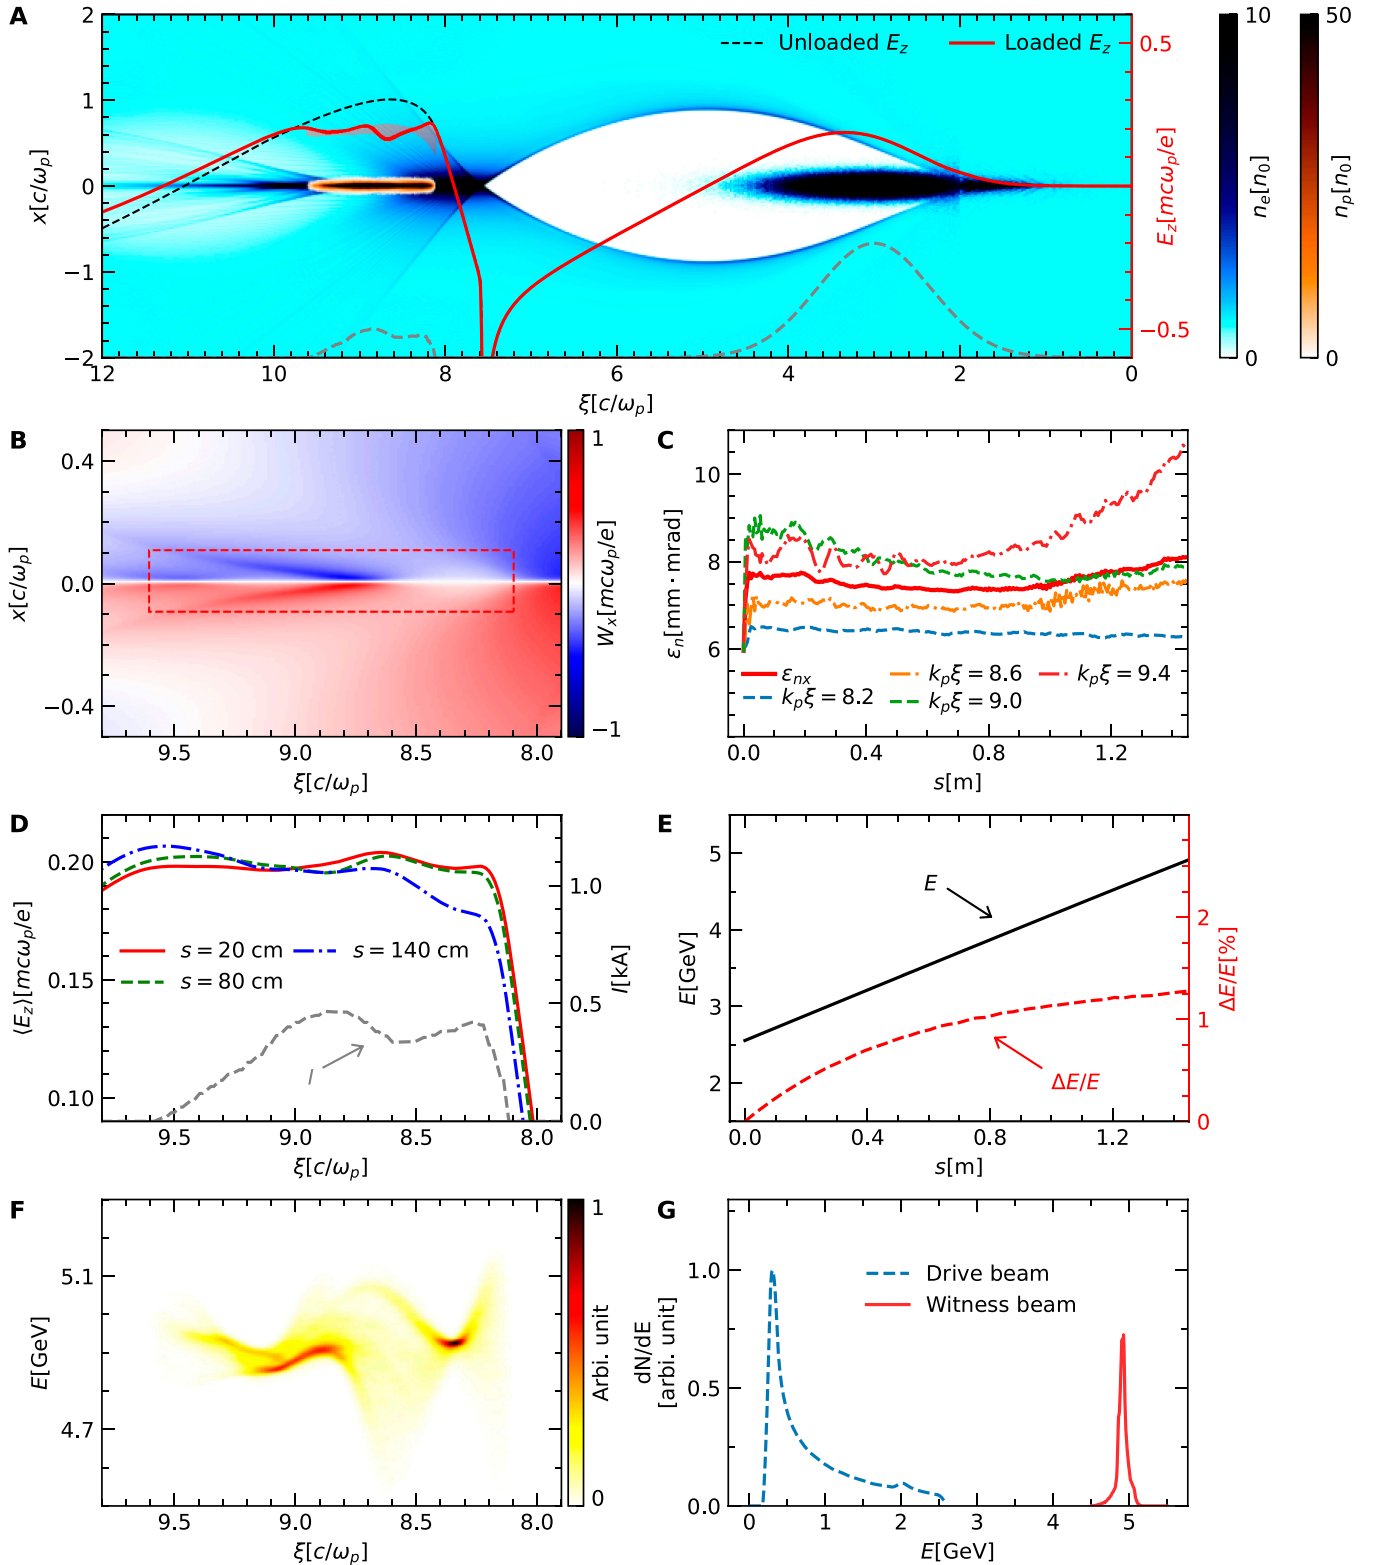 A
Unloaded E_z
Loaded E_z
2
1
0
−1
−2
x[c/ω_p]
12
10
8
6
4
2
0
ξ[c/ω_p]
0.5
−0.5
E_z[mcω_p/e]
10
0
n_e[n_0]
50
0
n_p[n_0]
B
0.4
0.0
−0.4
x[c/ω_p]
9.5
9.0
8.5
8.0
ξ[c/ω_p]
1
−1
W_x[mcω_p/e]
C
10
8
6
ε_n[mm · mrad]
ε_nx
k_pξ = 8.2
k_pξ = 8.6
k_pξ = 9.0
k_pξ = 9.4
0.0
0.4
0.8
1.2
s[m]
D
0.20
0.15
0.10
⟨E_z⟩[mcω_p/e]
s = 20 cm
s = 140 cm
s = 80 cm
I
1.0
0.5
0.0
I[kA]
9.5
9.0
8.5
8.0
ξ[c/ω_p]
E
5
4
3
2
E[GeV]
E
ΔE/E
2
1
0
ΔE/E[%]
0.0
0.4
0.8
1.2
s[m]
F
5.1
4.7
E[GeV]
9.5
9.0
8.5
8.0
ξ[c/ω_p]
1
0
Arbi. unit
G
1.0
0.5
0.0
dN/dE
[arbi. unit]
Drive beam
Witness beam
0
1
2
3
4
5
E[GeV]